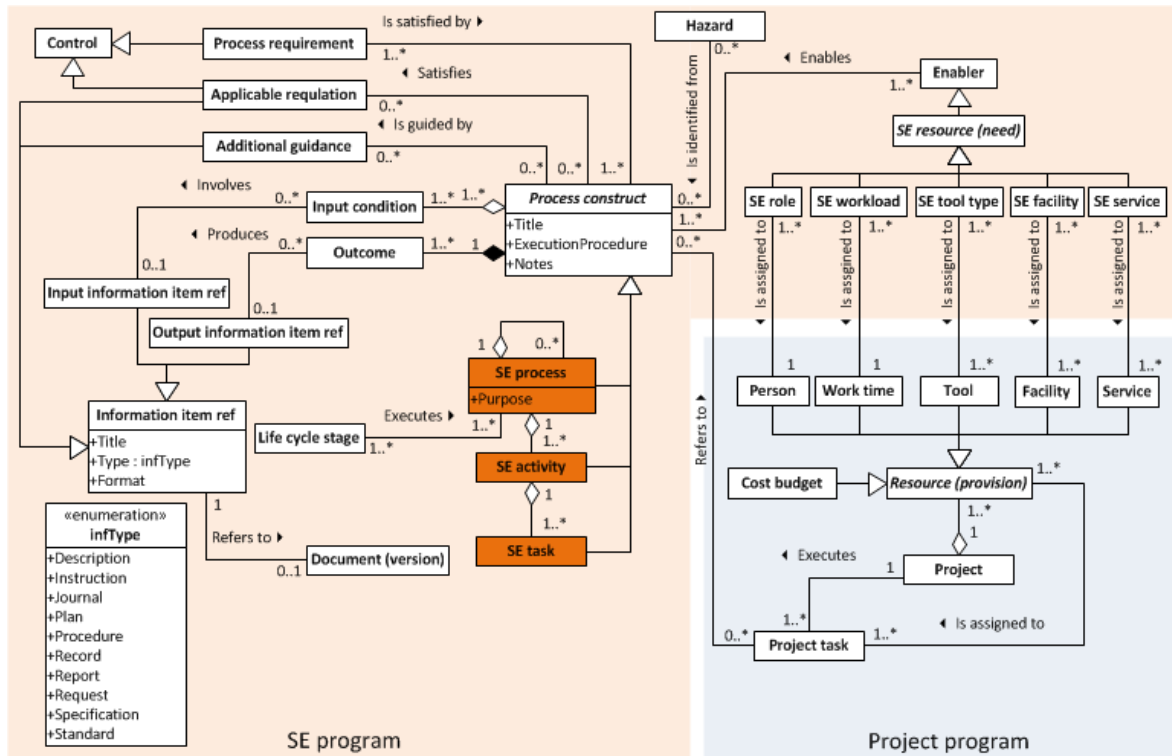 Is satisfied by ▸
Hazard
Control
Process requirement
1..*
0..*
◂ Satisfies
◂ Enables
Enabler
1..*
Applicable requlation
0..*
◂ Is identified from
◂ Is guided by
SE resource (need)
Additional guidance
0..*
0..*
0..*
1..*
◂ Involves
0..*
Input condition
1..*
1..*
Process construct
0..*
SE role
SE workload
SE tool type
SE facility
SE service
+Title
1..*
1..*
1..*
1..*
1..*
1..*
◂ Produces
0..*
Outcome
1..*
1
+ExecutionProcedure
0..*
+Notes
◂ Is assigned to
◂ Is assgined to
◂ Is assigned to
◂ Is assigned to
◂ Is assigned to
0..1
Input information item ref
0..1
Output information item ref
1
0..*
SE process
+Purpose
1
1
1..*
1..*
1..*
Person
Work time
Tool
Facility
Service
Information item ref
+Title
+Type : infType
+Format
Executes ▸
1..*
1
Life cycle stage
1..*
1..*
Refers to ▸
SE activity
1
Cost budget
Resource (provision)
1..*
1
1..*
«enumeration»
infType
+Description
+Instruction
+Journal
+Plan
+Procedure
+Record
+Report
+Request
+Specification
+Standard
Refers to ▸
1..*
1
SE task
Document (version)
0..1
◂ Executes
1
Project
1..*
◂ Is assigned to
0..*
Project task
1..*
SE program
Project program